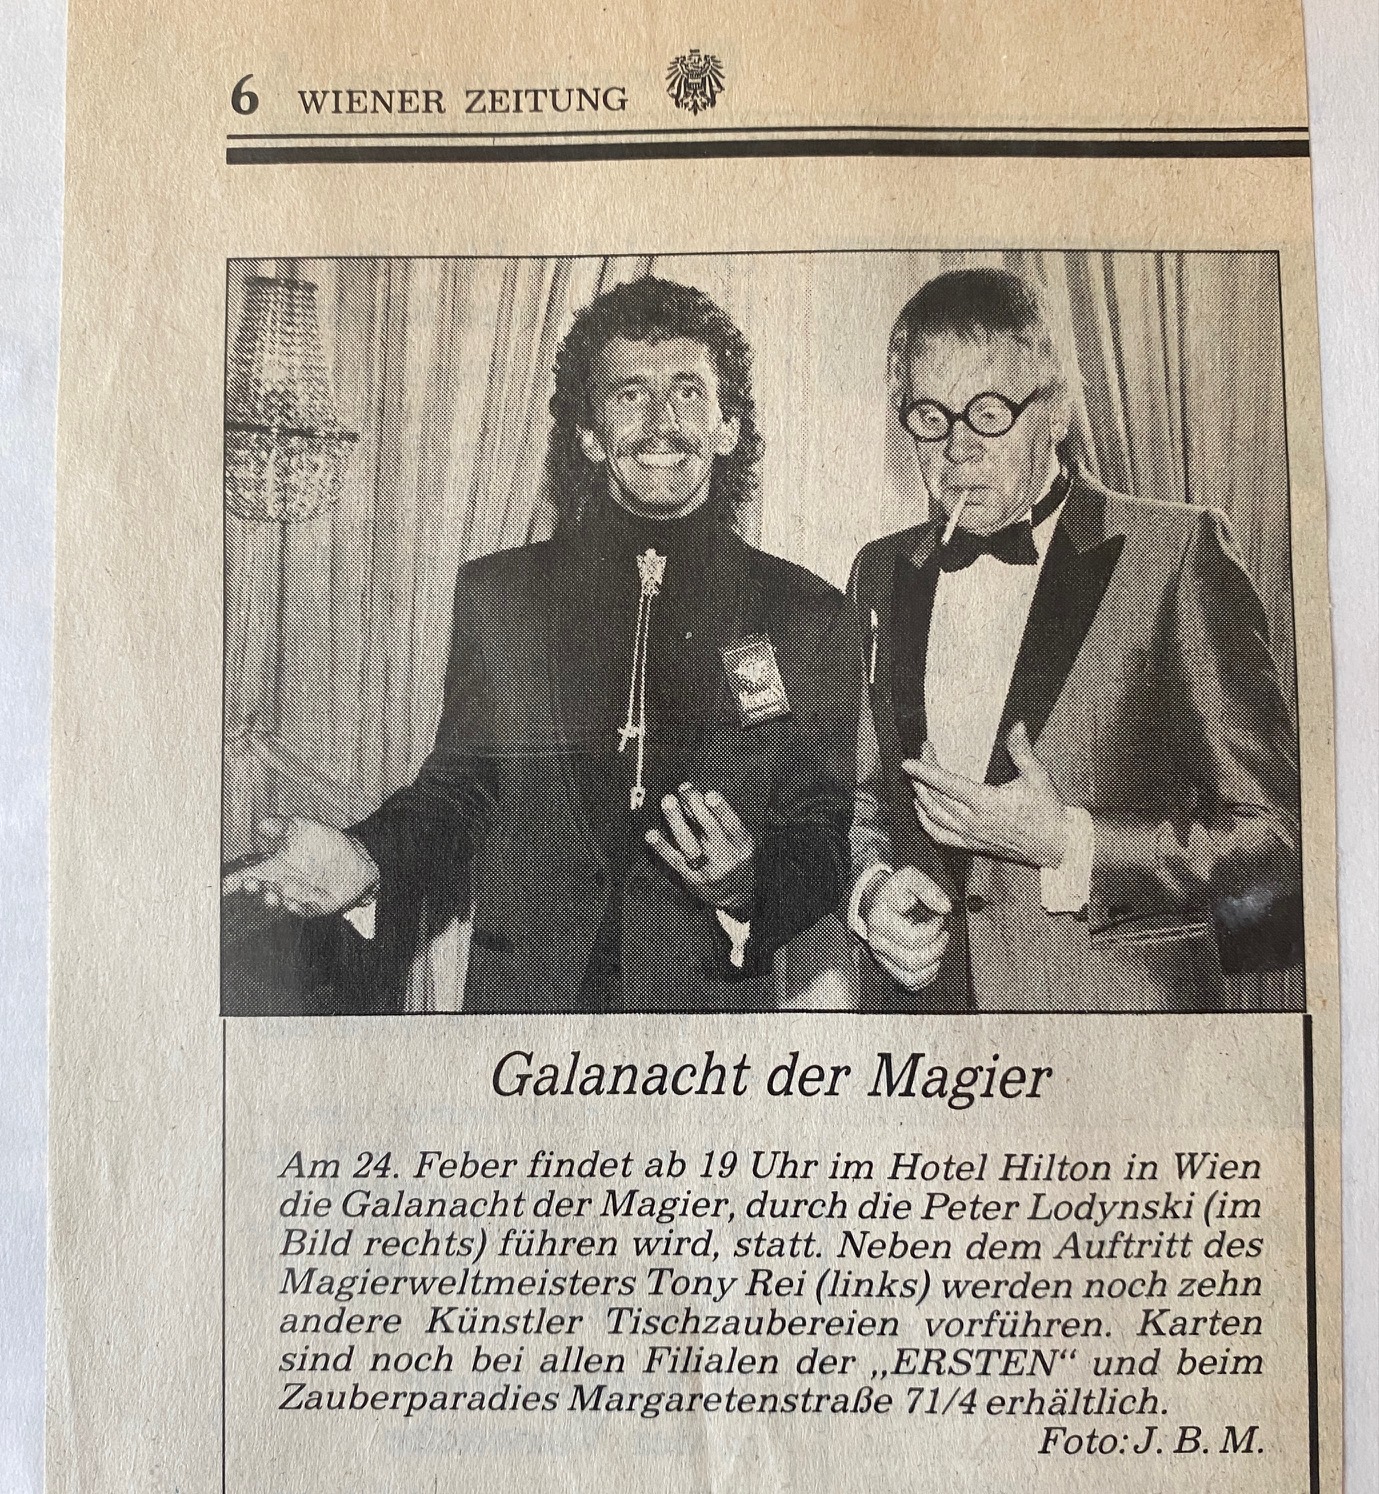 6 WIENER ZEITUNG
Galanacht der Magier
Am 24. Feber findet ab 19 Uhr im Hotel Hilton in Wien
die Galanacht der Magier, durch die Peter Lodynski (im
Bild rechts) führen wird, statt. Neben dem Auftritt des
Magierweltmeisters Tony Rei (links) werden noch zehn
andere Künstler Tischzaubereien vorführen. Karten
sind noch bei allen Filialen der „ERSTEN“ und beim
Zauberparadies Margaretenstraße 71/4 erhältlich.
Foto: J. B. M.